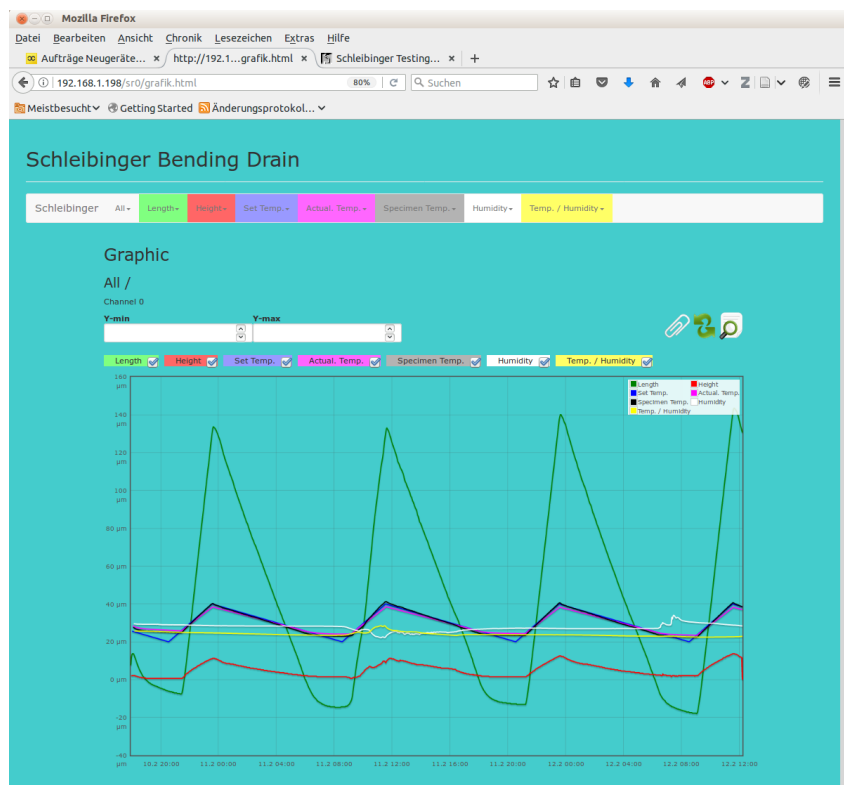 Mozilla Firefox
Datei Bearbeiten Ansicht Chronik Lesezeichen Extras Hilfe
Aufträge Neugeräte... × http://192.1...grafik.html × Schleibinger Testing... × +
192.168.1.198/sr0/grafik.html 80% Suchen ABP Z
Meistbesucht Getting Started Änderungsprotokol...
Schleibinger Bending Drain
Schleibinger All Length Height Set Temp. Actual. Temp. Specimen Temp. Humidity Temp. / Humidity
Graphic
All /
Channel 0
Y-min Y-max
Length Height Set Temp. Actual. Temp. Specimen Temp. Humidity Temp. / Humidity
160
µm
Length Height
Set Temp. Actual. Temp.
Specimen Temp. Humidity
Temp. / Humidity
140
µm
120
µm
100
µm
80 µm
60 µm
40 µm
20 µm
0 µm
-20
µm
-40
µm
10.2 20:00 11.2 00:00 11.2 04:00 11.2 08:00 11.2 12:00 11.2 16:00 11.2 20:00 12.2 00:00 12.2 04:00 12.2 08:00 12.2 12:00